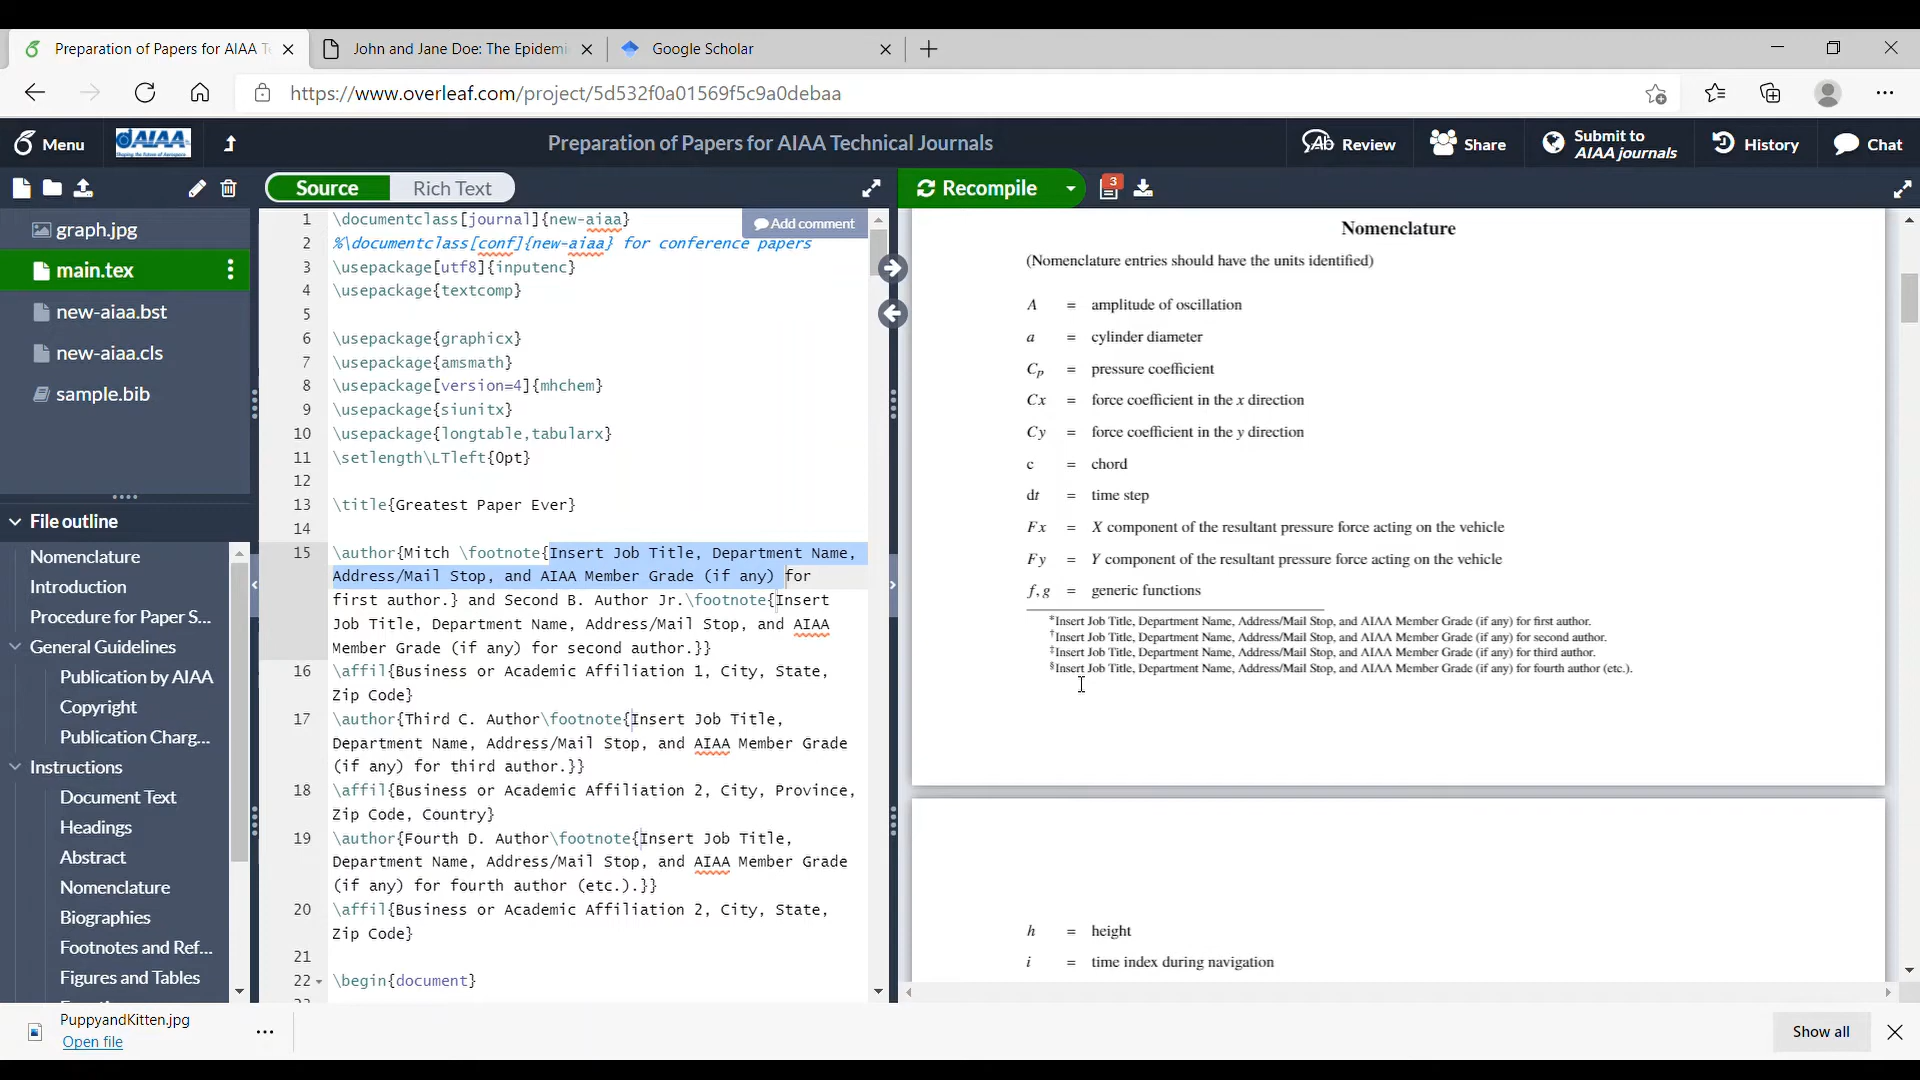 Preparation of Papers for AIAA Te
John and Jane Doe: The Epidemi
Google Scholar
https://www.overleaf.com/project/5d532f0a01569f5c9a0debaa
Menu
AIAA
Shaping the Future of Aerospace
Preparation of Papers for AIAA Technical Journals
Review
Share
Submit to
AIAA journals
History
Chat
Source
Rich Text
Recompile
3
graph.jpg
main.tex
new-aiaa.bst
new-aiaa.cls
sample.bib
File outline
Nomenclature
Introduction
Procedure for Paper S...
General Guidelines
Publication by AIAA
Copyright
Publication Charg...
Instructions
Document Text
Headings
Abstract
Nomenclature
Biographies
Footnotes and Ref...
Figures and Tables
Add comment
1 \documentclass[journal]{new-aiaa}
2 %\documentclass[conf]{new-aiaa} for conference papers
3 \usepackage[utf8]{inputenc}
4 \usepackage{textcomp}
5
6 \usepackage{graphicx}
7 \usepackage{amsmath}
8 \usepackage[version=4]{mhchem}
9 \usepackage{siunitx}
10 \usepackage{longtable,tabularx}
11 \setlength\LTleft{0pt}
12
13 \title{Greatest Paper Ever}
14
15 \author{Mitch \footnote{Insert Job Title, Department Name,
Address/Mail Stop, and AIAA Member Grade (if any) for
first author.} and Second B. Author Jr.\footnote{Insert
Job Title, Department Name, Address/Mail Stop, and AIAA
Member Grade (if any) for second author.}}
16 \affil{Business or Academic Affiliation 1, City, State,
Zip Code}
17 \author{Third C. Author\footnote{Insert Job Title,
Department Name, Address/Mail Stop, and AIAA Member Grade
(if any) for third author.}}
18 \affil{Business or Academic Affiliation 2, City, Province,
Zip Code, Country}
19 \author{Fourth D. Author\footnote{Insert Job Title,
Department Name, Address/Mail Stop, and AIAA Member Grade
(if any) for fourth author (etc.).}}
20 \affil{Business or Academic Affiliation 2, City, State,
Zip Code}
21
22 \begin{document}
Nomenclature
(Nomenclature entries should have the units identified)
A = amplitude of oscillation
a = cylinder diameter
Cp = pressure coefficient
Cx = force coefficient in the x direction
Cy = force coefficient in the y direction
c = chord
dt = time step
Fx = X component of the resultant pressure force acting on the vehicle
Fy = Y component of the resultant pressure force acting on the vehicle
f, g = generic functions
*Insert Job Title, Department Name, Address/Mail Stop, and AIAA Member Grade (if any) for first author.
†Insert Job Title, Department Name, Address/Mail Stop, and AIAA Member Grade (if any) for second author.
‡Insert Job Title, Department Name, Address/Mail Stop, and AIAA Member Grade (if any) for third author.
§Insert Job Title, Department Name, Address/Mail Stop, and AIAA Member Grade (if any) for fourth author (etc.).
h = height
i = time index during navigation
PuppyandKitten.jpg
Open file
Show all